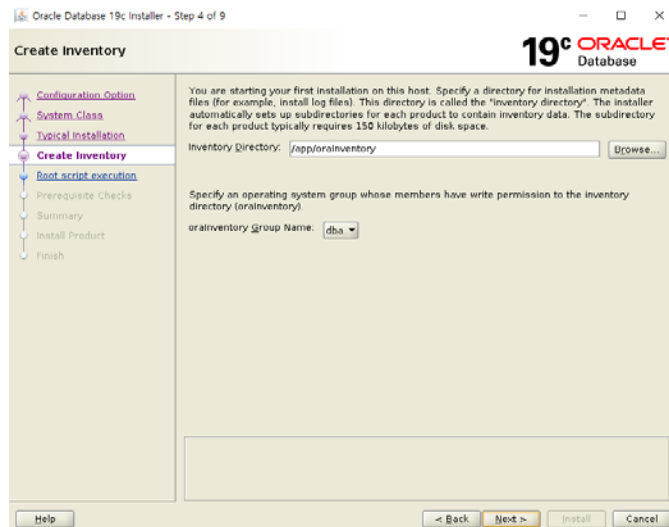 Oracle Database 19c Installer - Step 4 of 9
Create Inventory
19c ORACLE
Database
Configuration Option
System Class
Typical Installation
Create Inventory
Root script execution
Prerequisite Checks
Summary
Install Product
Finish
You are starting your first installation on this host. Specify a directory for installation metadata
files (for example, install log files). This directory is called the "inventory directory". The installer
automatically sets up subdirectories for each product to contain inventory data. The subdirectory
for each product typically requires 150 kilobytes of disk space.
Inventory Directory: /app/oraInventory
Browse...
Specify an operating system group whose members have write permission to the inventory
directory (oraInventory).
oraInventory Group Name: dba
Help
< Back
Next >
Install
Cancel